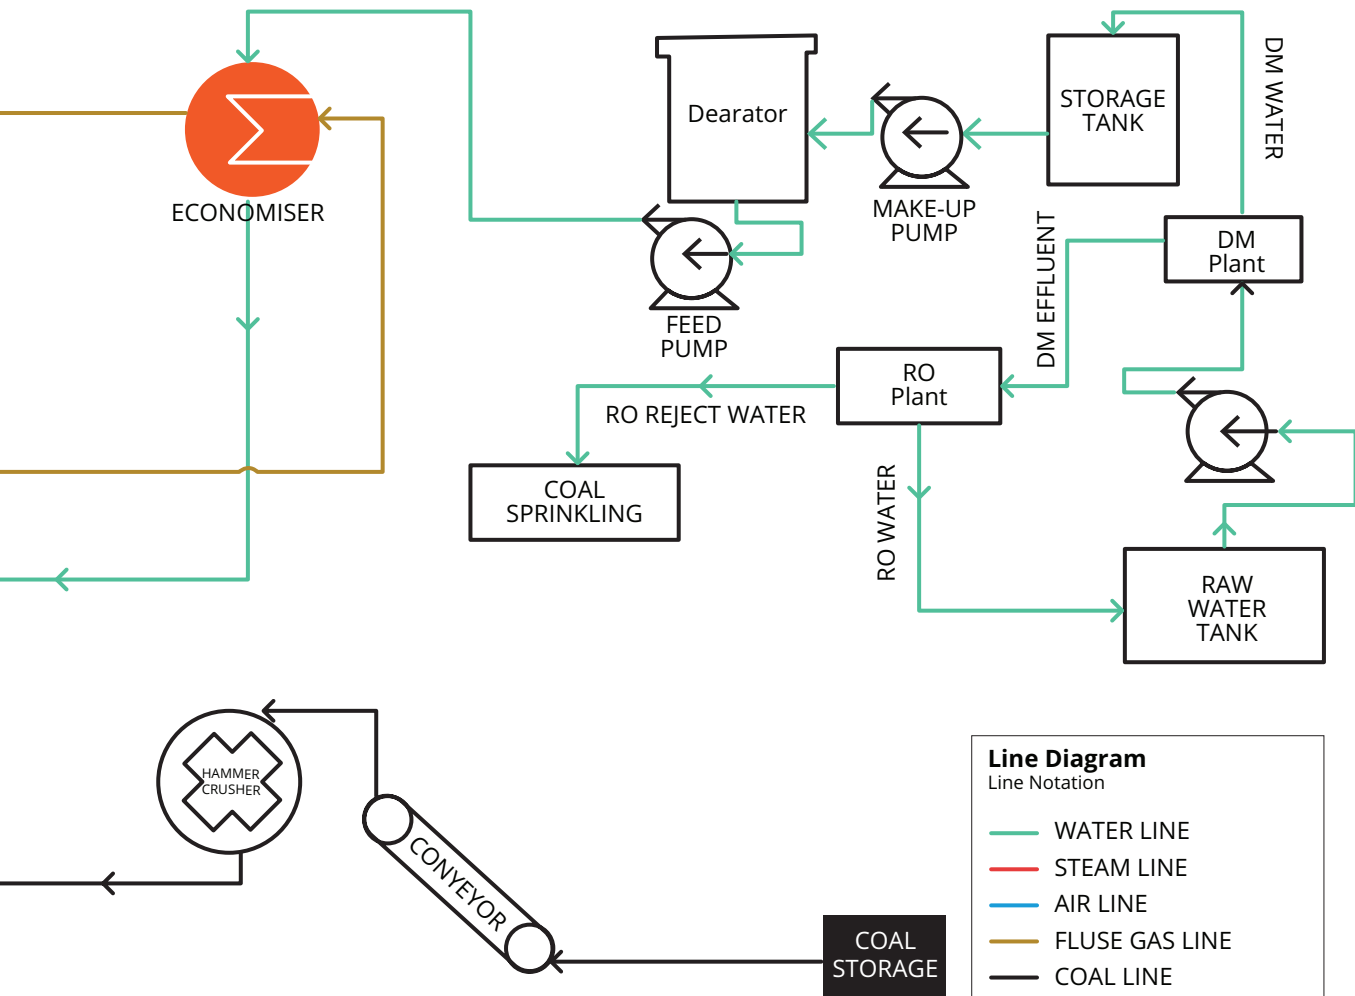 DM WATER
STORAGE
TANK
Dearator
ECONOMISER
MAKE-UP
PUMP
DM EFFLUENT
DM
Plant
FEED
PUMP
RO
Plant
RO REJECT WATER
COAL
SPRINKLING
RO WATER
RAW
WATER
TANK
HAMMER
CRUSHER
CONYEYOR
COAL
STORAGE
Line Diagram
Line Notation
WATER LINE
STEAM LINE
AIR LINE
FLUSE GAS LINE
COAL LINE